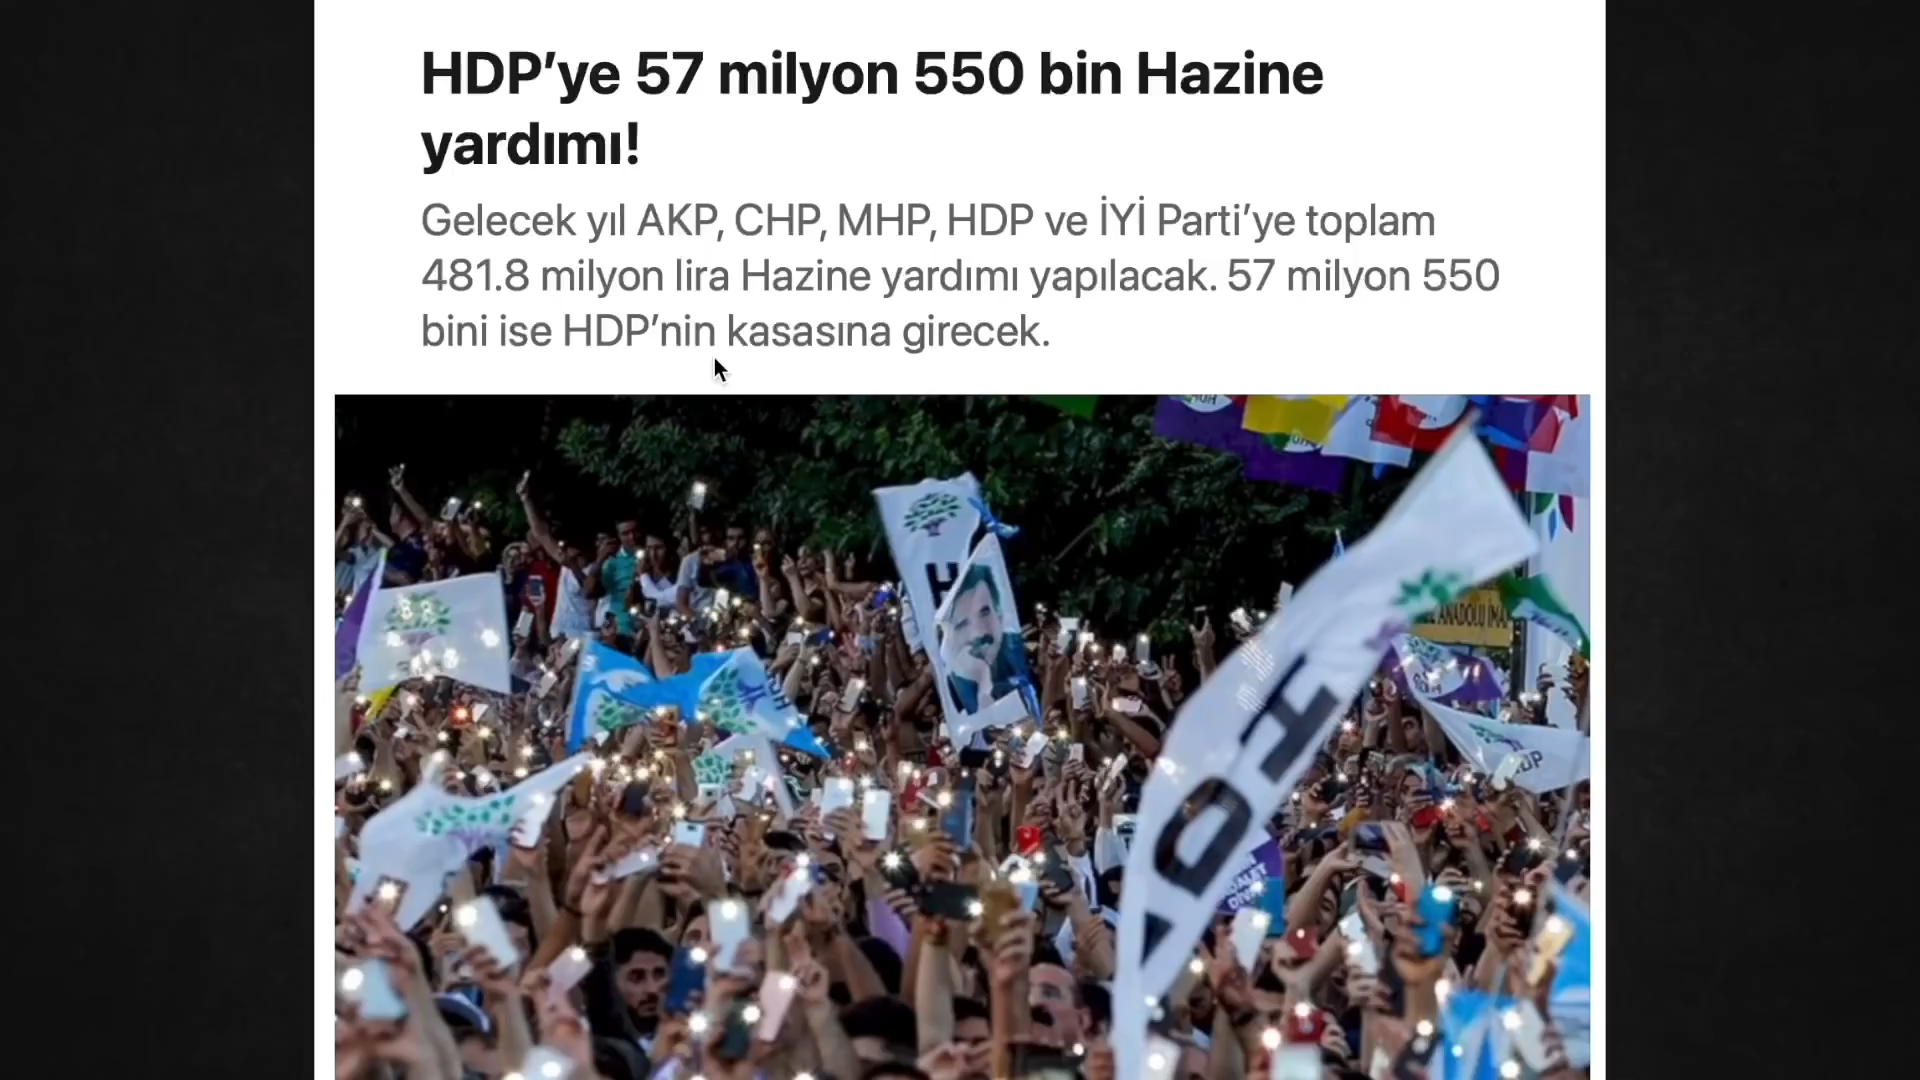 HDP’ye 57 milyon 550 bin Hazine
yardımı!
Gelecek yıl AKP, CHP, MHP, HDP ve İYİ Parti’ye toplam
481.8 milyon lira Hazine yardımı yapılacak. 57 milyon 550
bini ise HDP’nin kasasına girecek.
HDP